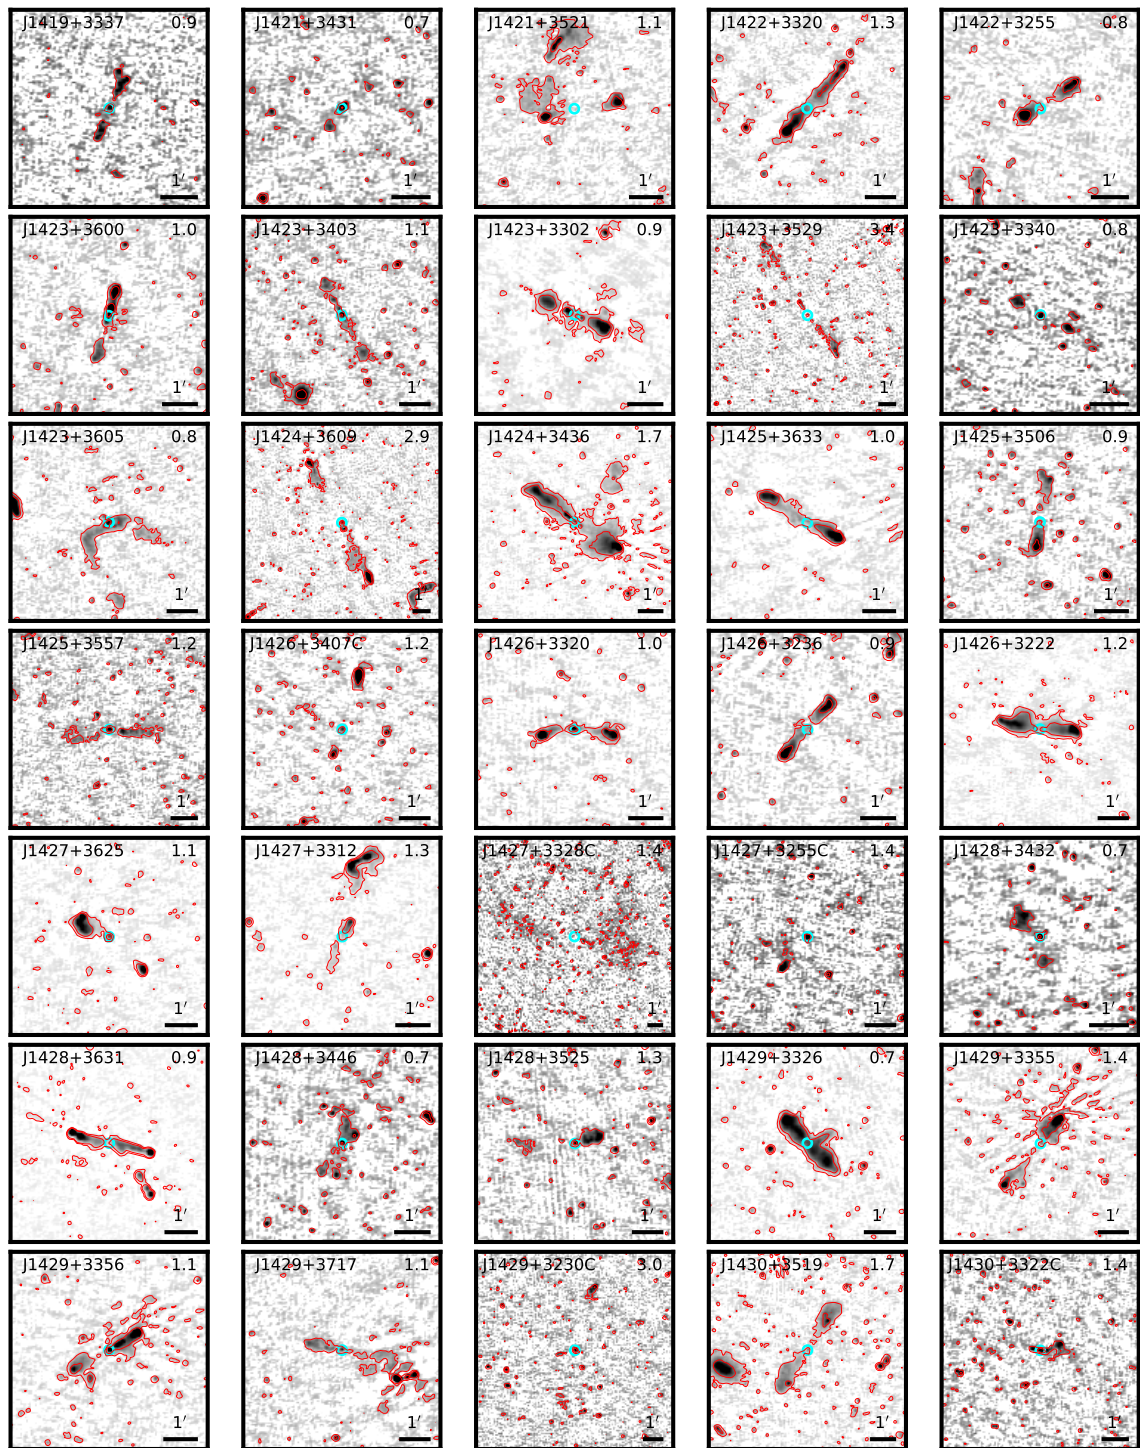 J1419+3337 0.9
1′
J1421+3431 0.7
1′
J1421+3521 1.1
1′
J1422+3320 1.3
1′
J1422+3255 0.8
1′
J1423+3600 1.0
1′
J1423+3403 1.1
1′
J1423+3302 0.9
1′
J1423+3529 3.4
1′
J1423+3340 0.8
1′
J1423+3605 0.8
1′
J1424+3609 2.9
1′
J1424+3436 1.7
1′
J1425+3633 1.0
1′
J1425+3506 0.9
1′
J1425+3557 1.2
1′
J1426+3407C 1.2
1′
J1426+3320 1.0
1′
J1426+3236 0.9
1′
J1426+3222 1.2
1′
J1427+3625 1.1
1′
J1427+3312 1.3
1′
J1427+3328C 1.4
1′
J1427+3255C 1.4
1′
J1428+3432 0.7
1′
J1428+3631 0.9
1′
J1428+3446 0.7
1′
J1428+3525 1.3
1′
J1429+3326 0.7
1′
J1429+3355 1.4
1′
J1429+3356 1.1
1′
J1429+3717 1.1
1′
J1429+3230C 3.0
1′
J1430+3519 1.7
1′
J1430+3322C 1.4
1′